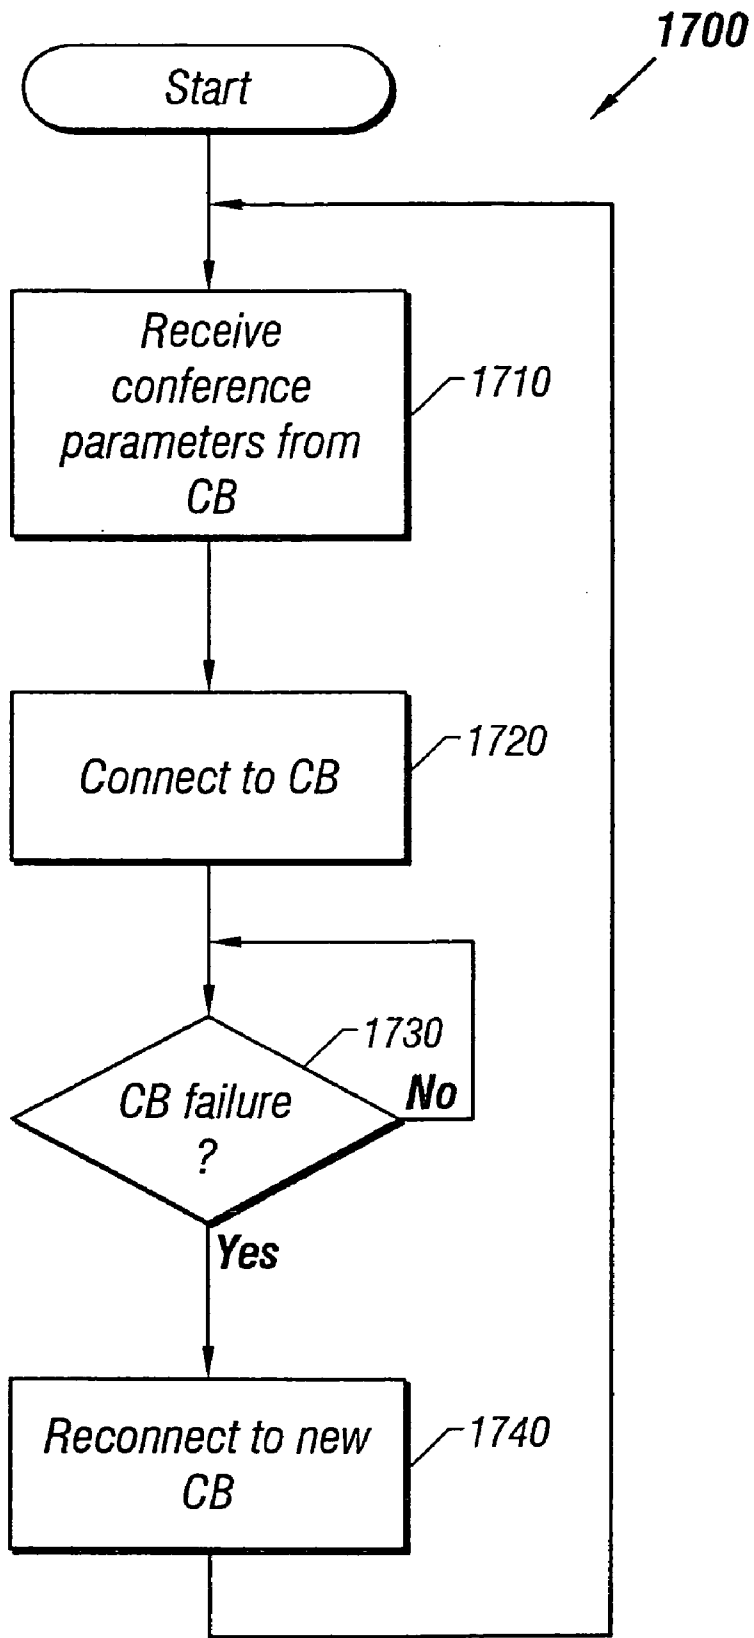 1700
Start
Receive
conference
parameters from
CB
1710
Connect to CB
1720
CB failure
?
1730
No
Yes
Reconnect to new
CB
1740